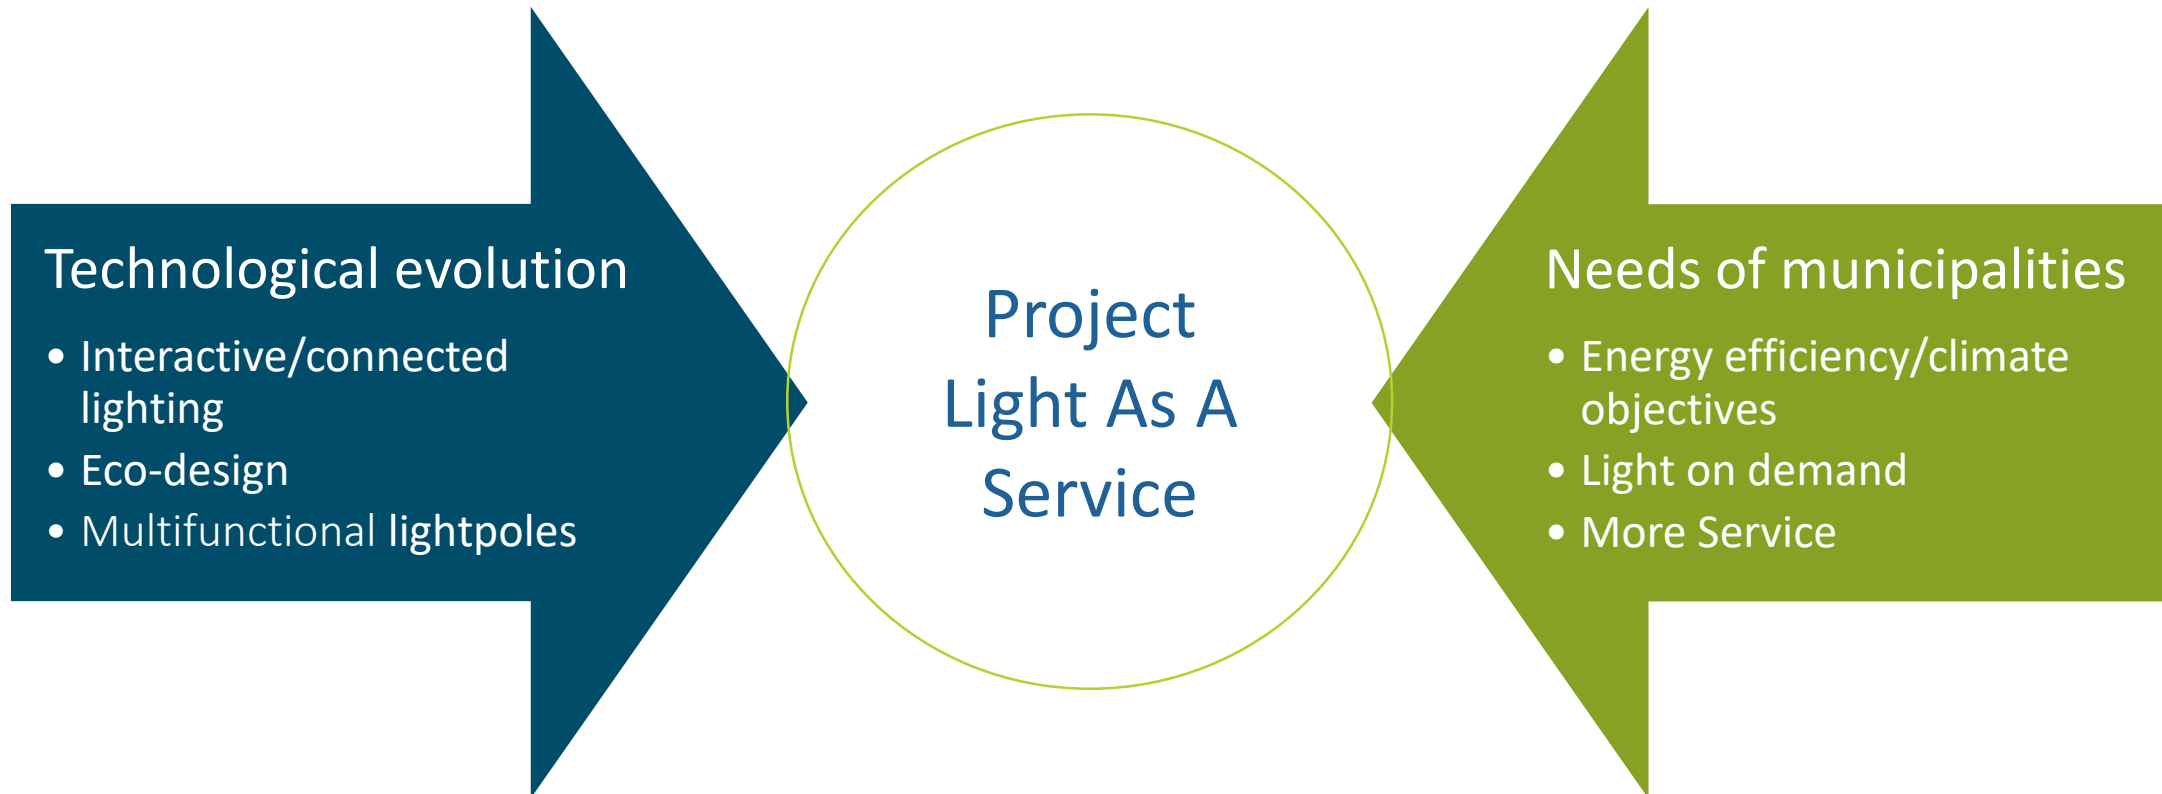 Technological evolution
• Interactive/connected
lighting
• Eco-design
• Multifunctional lightpoles
Project
Light As A
Service
Needs of municipalities
• Energy efficiency/climate
objectives
• Light on demand
• More Service